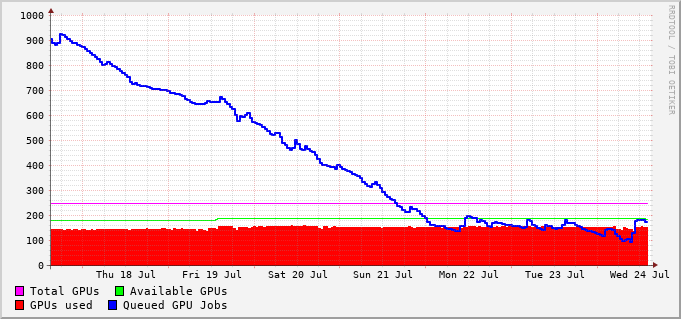 1000
900
800
700
600
500
400
300
200
100
0
Thu 18 Jul Fri 19 Jul Sat 20 Jul Sun 21 Jul Mon 22 Jul Tue 23 Jul Wed 24 Jul
Total GPUs Available GPUs
GPUs used Queued GPU Jobs
RRDTOOL / TOBI OETIKER